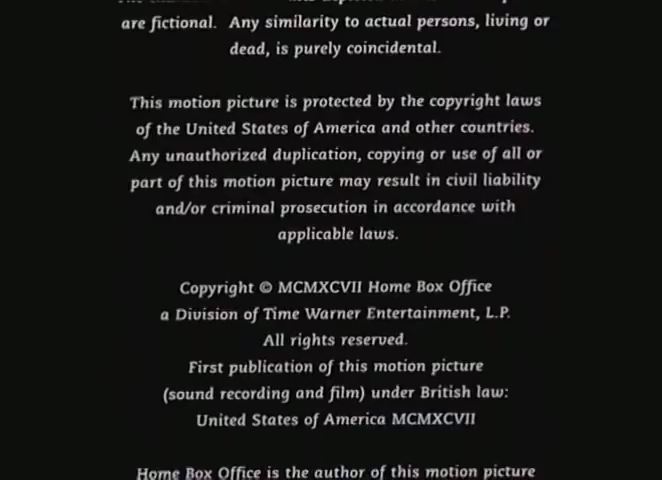 are fictional. Any similarity to actual persons, living or
dead, is purely coincidental.
This motion picture is protected by the copyright laws
of the United States of America and other countries.
Any unauthorized duplication, copying or use of all or
part of this motion picture may result in civil liability
and/or criminal prosecution in accordance with
applicable laws.
Copyright © MCMXCVII Home Box Office
a Division of Time Warner Entertainment, L.P.
All rights reserved.
First publication of this motion picture
(sound recording and film) under British law:
United States of America MCMXCVII
Home Box Office is the author of this motion picture